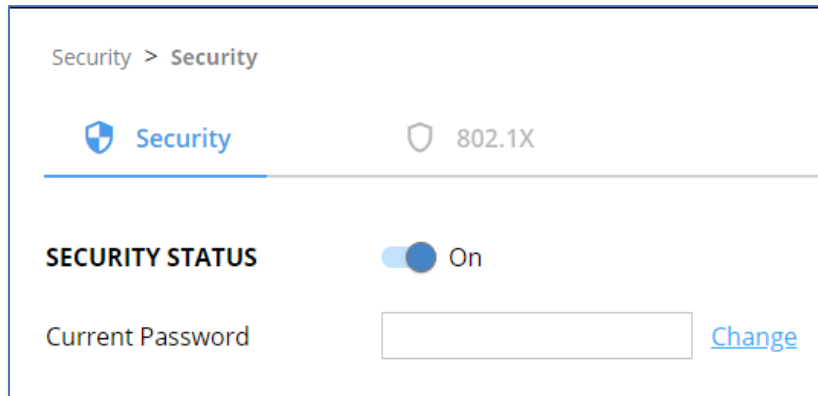 Security > Security
Security 802.1X
SECURITY STATUS On
Current Password Change